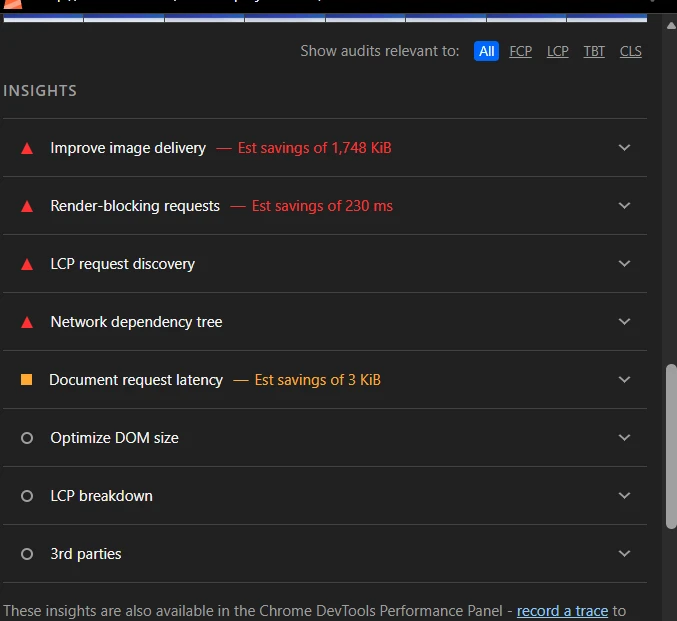 Show audits relevant to: All FCP LCP TBT CLS
INSIGHTS
Improve image delivery — Est savings of 1,748 KiB
Render-blocking requests — Est savings of 230 ms
LCP request discovery
Network dependency tree
Document request latency — Est savings of 3 KiB
Optimize DOM size
LCP breakdown
3rd parties
These insights are also available in the Chrome DevTools Performance Panel - record a trace to